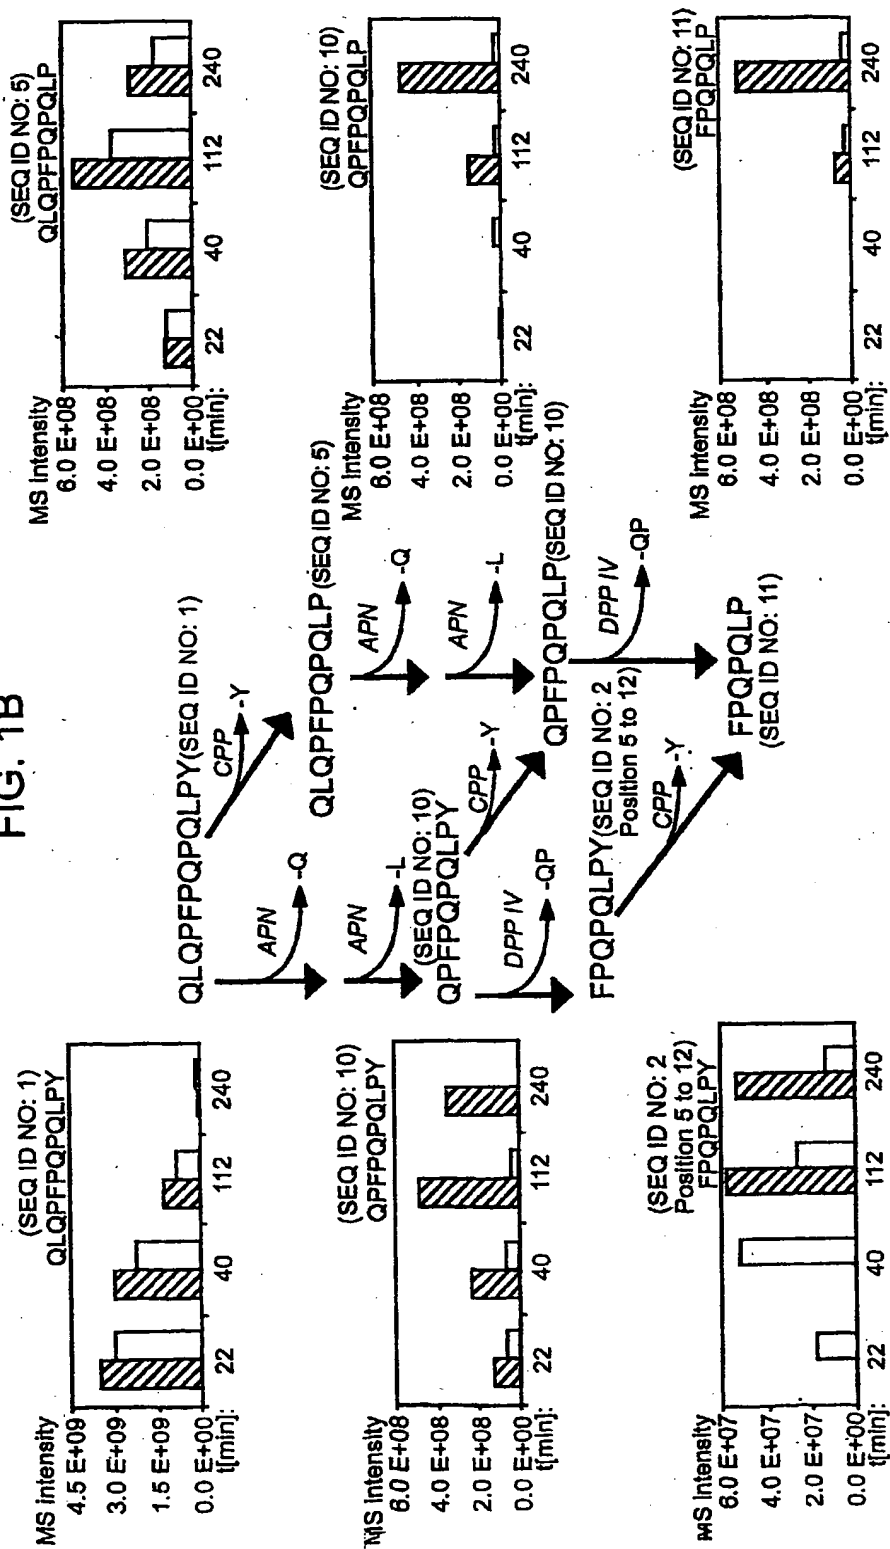 FIG. 1B
(SEQ ID NO: 1)
QLQPFPQPQLPY
MS Intensity
4.5 E+09
3.0 E+09
1.5 E+09
0.0 E+00
t[min]:
22
40
112
240
(SEQ ID NO: 10)
QPFPQPQLPY
MS Intensity
6.0 E+08
4.0 E+08
2.0 E+08
0.0 E+00
t[min]:
22
40
112
240
(SEQ ID NO: 2
Position 5 to 12)
FPQPQLPY
MS Intensity
6.0 E+07
4.0 E+07
2.0 E+07
0.0 E+00
t[min]:
22
40
112
240
QLQPFPQPQLPY(SEQ ID NO: 1)
APN
-Q
CPP
-Y
APN
-L
QLQPFPQPQLP(SEQ ID NO: 5)
APN
-Q
(SEQ ID NO: 10)
QPFPQPQLPY
CPP
-Y
APN
-L
DPP IV
-QP
QPFPQPQLP(SEQ ID NO: 10)
FPQPQLPY(SEQ ID NO: 2
Position 5 to 12)
CPP
-Y
DPP IV
-QP
FPQPQLP
(SEQ ID NO: 11)
(SEQ ID NO: 5)
QLQPFPQPQLP
MS Intensity
6.0 E+08
4.0 E+08
2.0 E+08
0.0 E+00
t[min]:
22
40
112
240
(SEQ ID NO: 10)
QPFPQPQLP
MS Intensity
6.0 E+08
4.0 E+08
2.0 E+08
0.0 E+00
t[min]:
22
40
112
240
(SEQ ID NO: 11)
FPQPQLP
MS Intensity
6.0 E+08
4.0 E+08
2.0 E+08
0.0 E+00
t[min]:
22
40
112
240